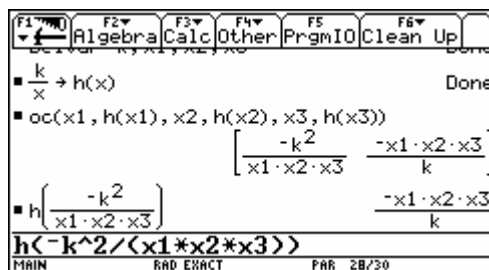 F1 F2 F3 F4 F5 F6
Algebra Calc Other PrgmIO Clean Up
Done
k/x → h(x) Done
oc(x1, h(x1), x2, h(x2), x3, h(x3))
[-k^2/(x1·x2·x3) -x1·x2·x3/k]
h(-k^2/(x1·x2·x3)) -x1·x2·x3/k
h(-k^2/(x1*x2*x3))
MAIN RAD EXACT PAR 28/30